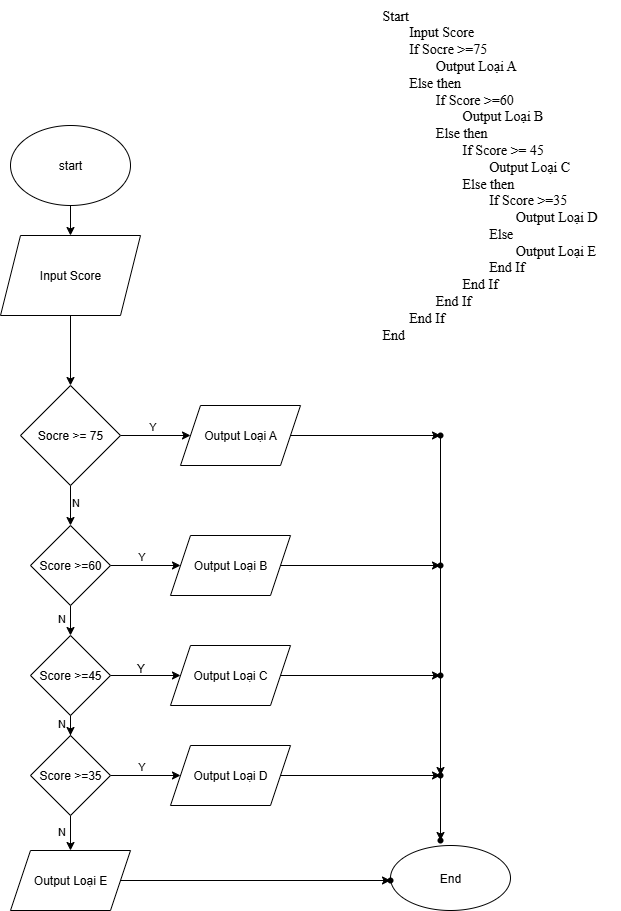 Start
Input Score
If Socre >=75
Output Loại A
Else then
If Score >=60
Output Loại B
Else then
If Score >= 45
Output Loại C
Else then
If Score >=35
Output Loại D
Else
Output Loại E
End If
End If
End If
End If
End
start
Input Score
Socre >= 75
Y
Output Loại A
N
Score >=60
Y
Output Loại B
N
Score >=45
Y
Output Loại C
N
Score >=35
Y
Output Loại D
N
Output Loại E
End